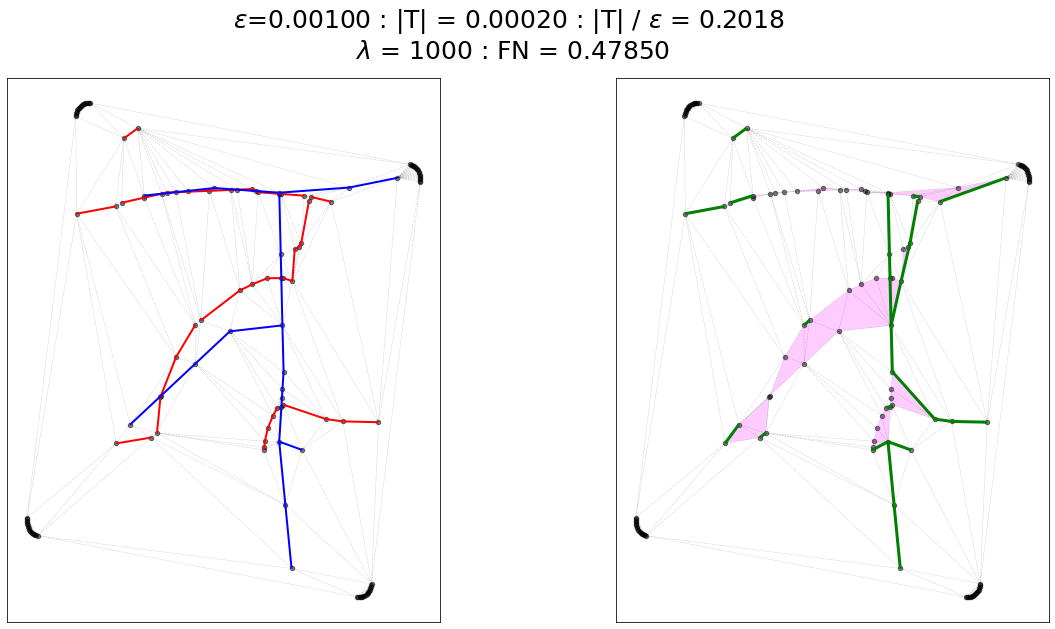 ε=0.00100 : |T| = 0.00020 : |T| / ε = 0.2018
λ = 1000 : FN = 0.47850